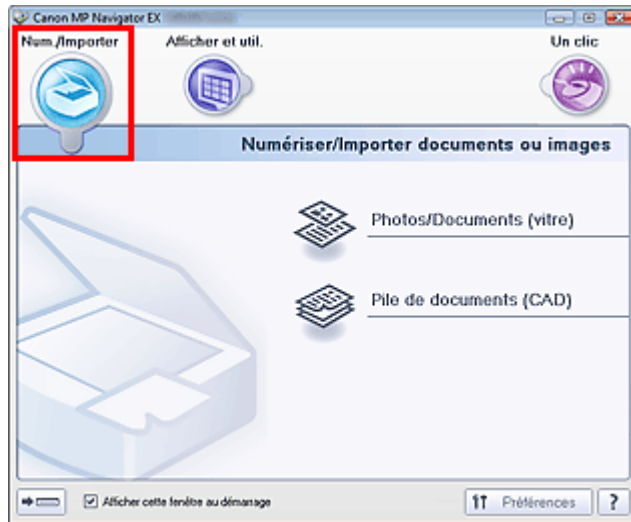 Canon MP Navigator EX
Num./Importer
Afficher et util.
Un clic
Numériser/Importer documents ou images
Photos/Documents (vitre)
Pile de documents (CAD)
Afficher cette fenêtre au démarrage
Préférences
?